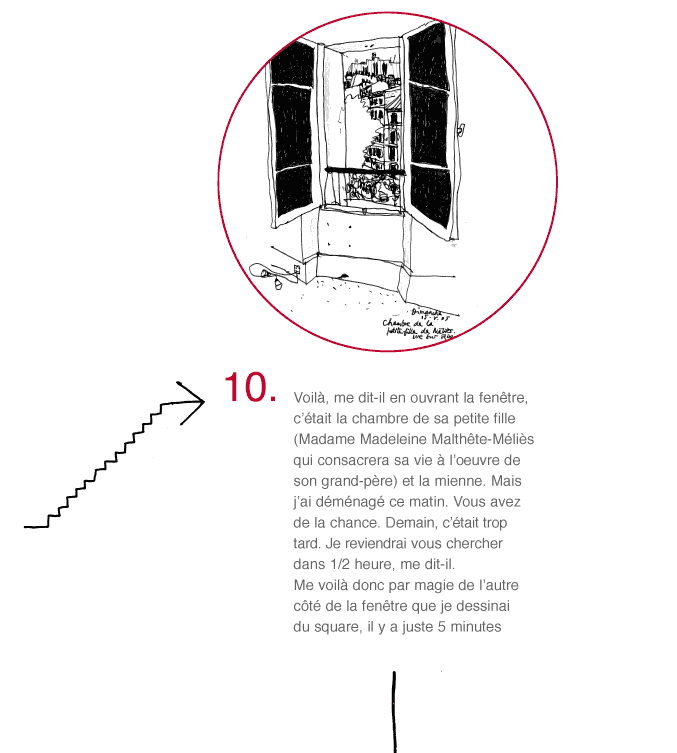 Dimanche
15.5.05
Chambre de la
petite fille de Méliès.
10.
Voilà, me dit-il en ouvrant la fenêtre,
c'était la chambre de sa petite fille
(Madame Madeleine Malthête-Méliès
qui consacrera sa vie à l'oeuvre de
son grand-père) et la mienne. Mais
j'ai déménagé ce matin. Vous avez
de la chance. Demain, c'était trop
tard. Je reviendrai vous chercher
dans 1/2 heure, me dit-il.
Me voilà donc par magie de l'autre
côté de la fenêtre que je dessinai
du square, il y a juste 5 minutes